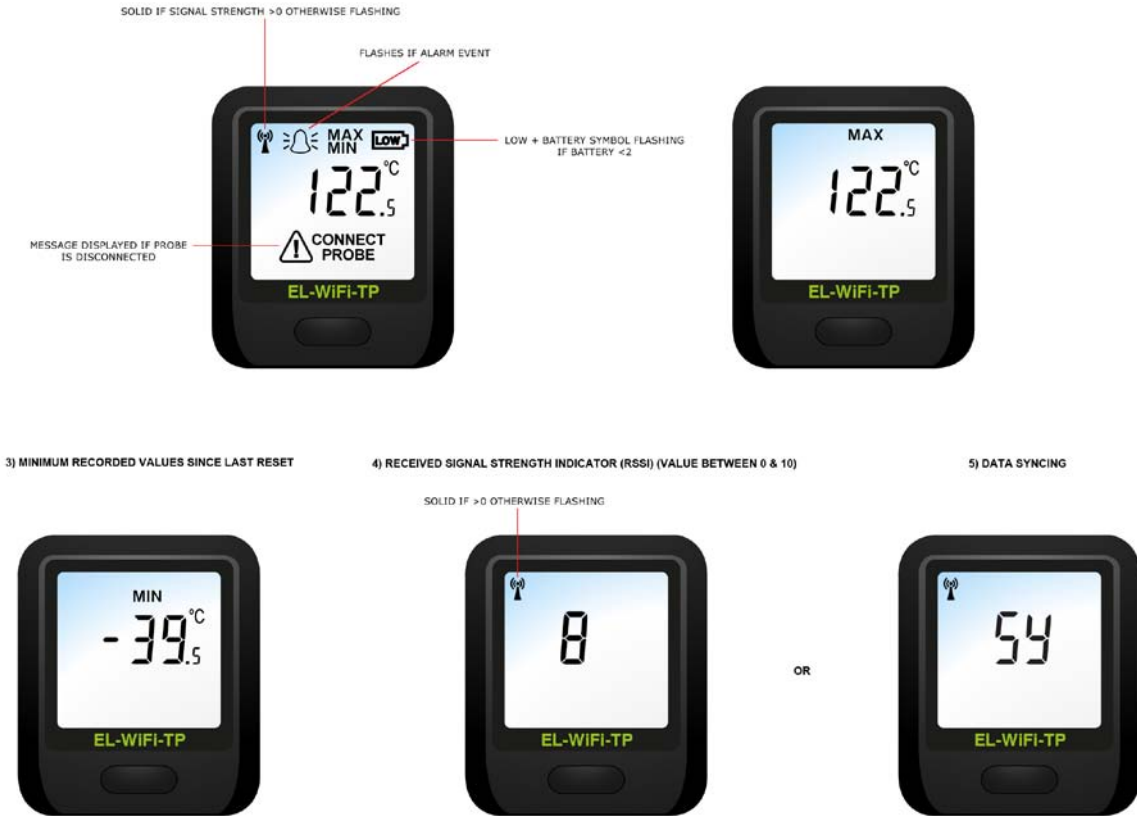 SOLID IF SIGNAL STRENGTH >0 OTHERWISE FLASHING
FLASHES IF ALARM EVENT
MAX
MIN
LOW
LOW + BATTERY SYMBOL FLASHING
IF BATTERY <2
122.5 °C
MESSAGE DISPLAYED IF PROBE
IS DISCONNECTED
CONNECT
PROBE
EL-WiFi-TP
MAX
122.5 °C
EL-WiFi-TP
3) MINIMUM RECORDED VALUES SINCE LAST RESET
4) RECEIVED SIGNAL STRENGTH INDICATOR (RSSI) (VALUE BETWEEN 0 & 10)
5) DATA SYNCING
SOLID IF >0 OTHERWISE FLASHING
MIN
-39.5 °C
EL-WiFi-TP
8
EL-WiFi-TP
OR
SY
EL-WiFi-TP